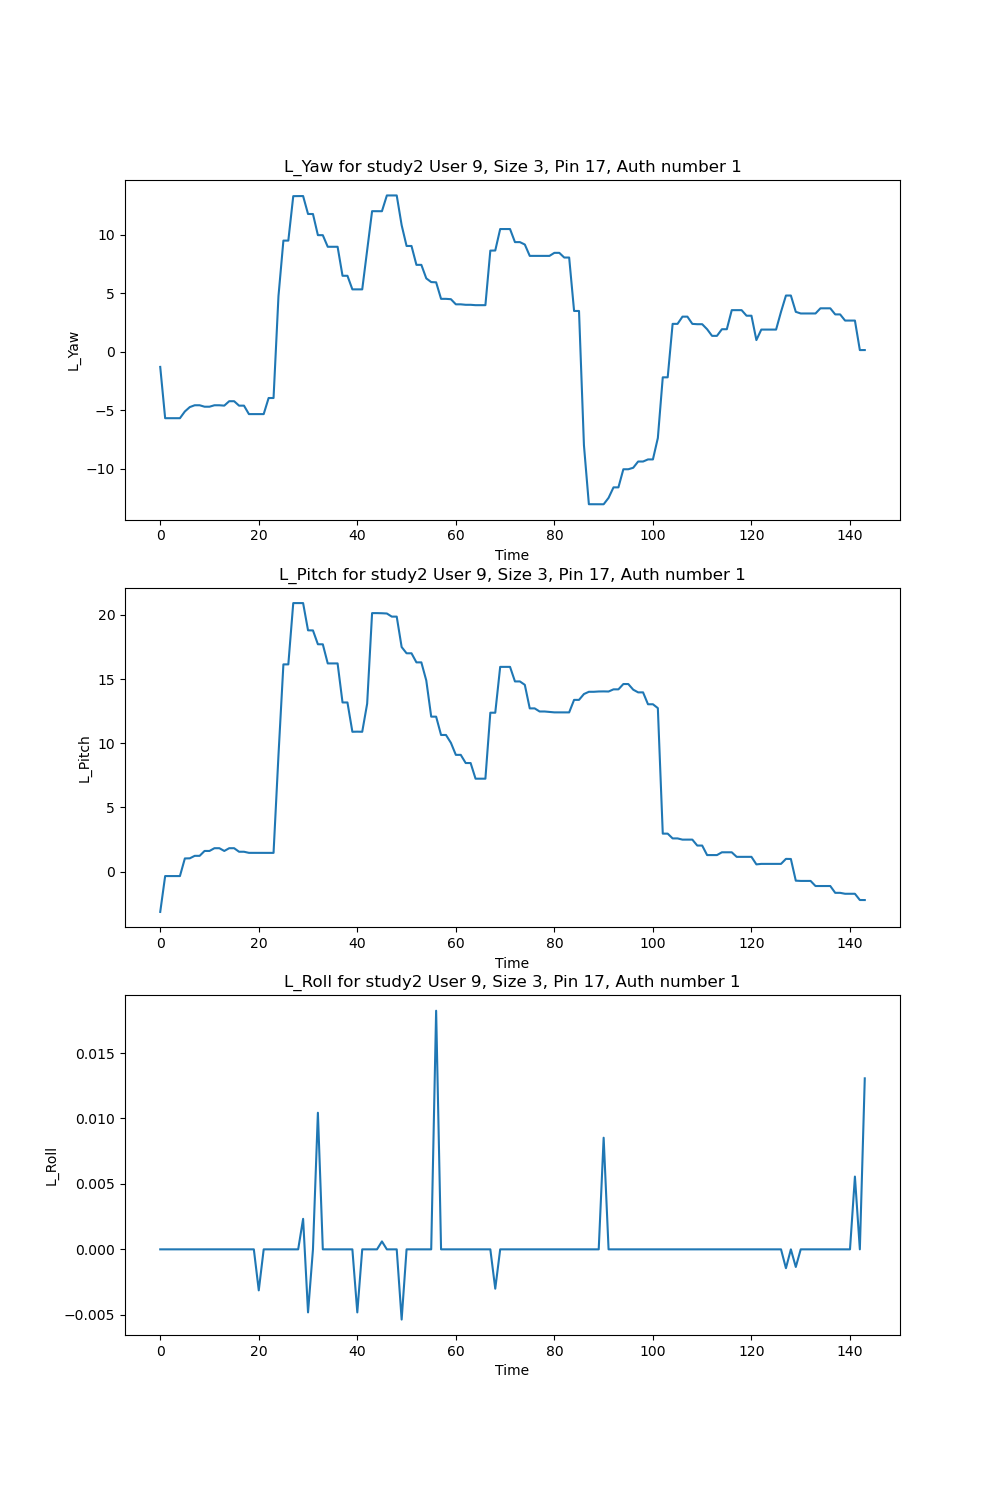 L_Yaw for study2 User 9, Size 3, Pin 17, Auth number 1
10
5
0
−5
−10
L_Yaw
0 20 40 60 80 100 120 140
Time
L_Pitch for study2 User 9, Size 3, Pin 17, Auth number 1
20
15
10
5
0
L_Pitch
0 20 40 60 80 100 120 140
Time
L_Roll for study2 User 9, Size 3, Pin 17, Auth number 1
0.015
0.010
0.005
0.000
−0.005
L_Roll
0 20 40 60 80 100 120 140
Time